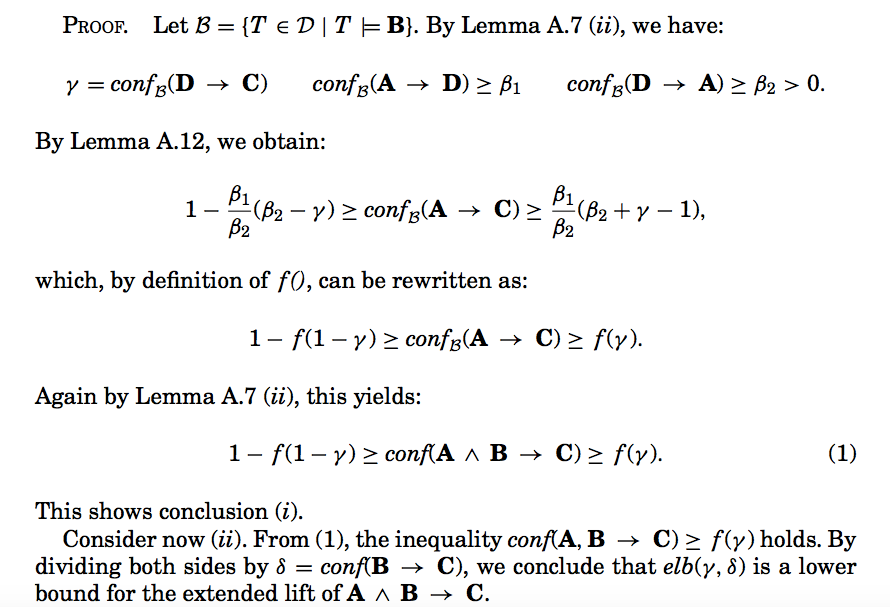 PROOF. Let ℬ = {T ∈ 𝒟 | T ⊨ B}. By Lemma A.7 (ii), we have:
γ = conf_ℬ(D → C) conf_ℬ(A → D) ≥ β₁ conf_ℬ(D → A) ≥ β₂ > 0.
By Lemma A.12, we obtain:
1 − β₁/β₂(β₂ − γ) ≥ conf_ℬ(A → C) ≥ β₁/β₂(β₂ + γ − 1),
which, by definition of f(), can be rewritten as:
1 − f(1 − γ) ≥ conf_ℬ(A → C) ≥ f(γ).
Again by Lemma A.7 (ii), this yields:
1 − f(1 − γ) ≥ conf(A ∧ B → C) ≥ f(γ). (1)
This shows conclusion (i).
Consider now (ii). From (1), the inequality conf(A, B → C) ≥ f(γ) holds. By
dividing both sides by δ = conf(B → C), we conclude that elb(γ, δ) is a lower
bound for the extended lift of A ∧ B → C.